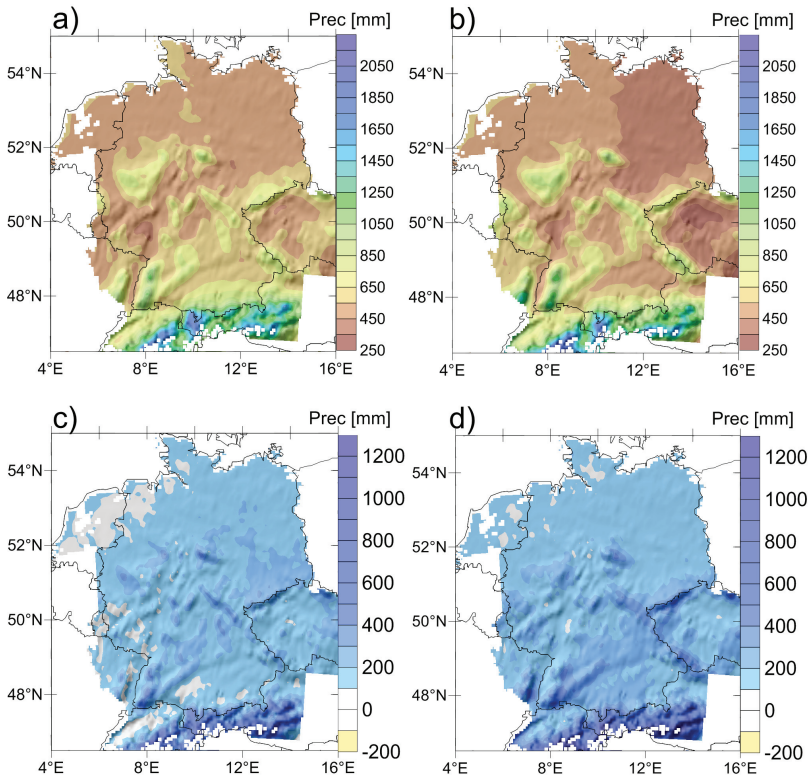 a) Prec [mm]
54°N
52°N
50°N
48°N
4°E 8°E 12°E 16°E
2050
1850
1650
1450
1250
1050
850
650
450
250
b) Prec [mm]
54°N
52°N
50°N
48°N
4°E 8°E 12°E 16°E
2050
1850
1650
1450
1250
1050
850
650
450
250
c) Prec [mm]
54°N
52°N
50°N
48°N
4°E 8°E 12°E 16°E
1200
1000
800
600
400
200
0
-200
d) Prec [mm]
54°N
52°N
50°N
48°N
4°E 8°E 12°E 16°E
1200
1000
800
600
400
200
0
-200